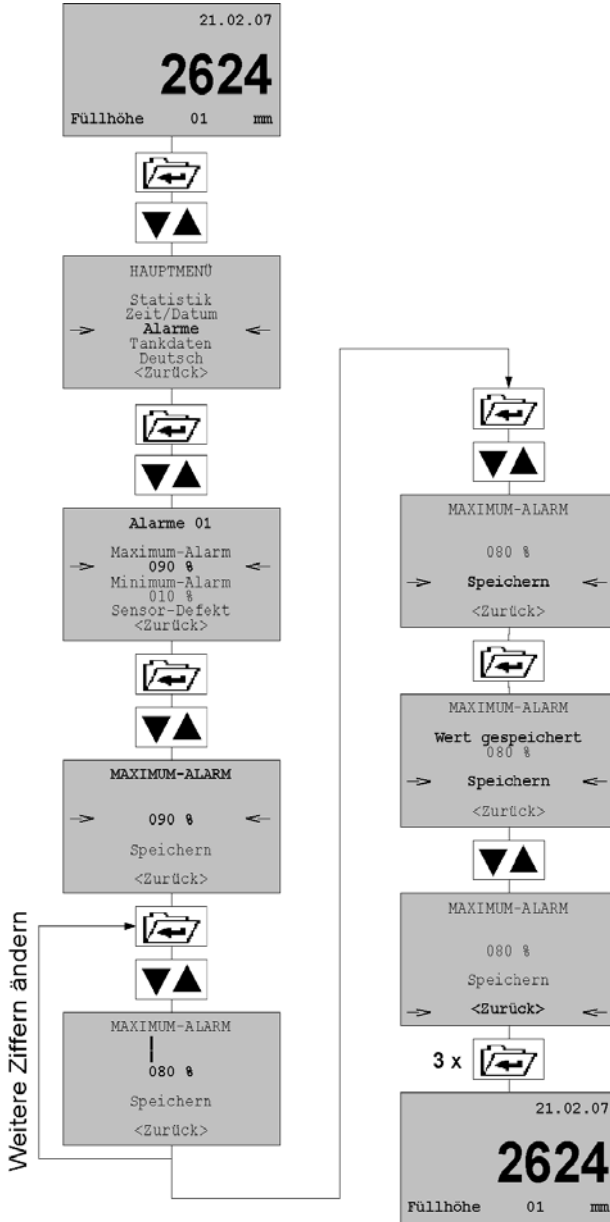 21.02.07
2624
Füllhöhe 01 mm
HAUPTMENÜ
Statistik
Zeit/Datum
Alarme
Tankdaten
Deutsch
<Zurück>
Alarme 01
Maximum-Alarm
090 %
Minimum-Alarm
010 %
Sensor-Defekt
<Zurück>
MAXIMUM-ALARM
090 %
Speichern
<Zurück>
Weitere Ziffern ändern
MAXIMUM-ALARM
080 %
Speichern
<Zurück>
MAXIMUM-ALARM
080 %
Speichern
<Zurück>
MAXIMUM-ALARM
Wert gespeichert
080 %
Speichern
<Zurück>
MAXIMUM-ALARM
080 %
Speichern
<Zurück>
3 x
21.02.07
2624
Füllhöhe 01 mm